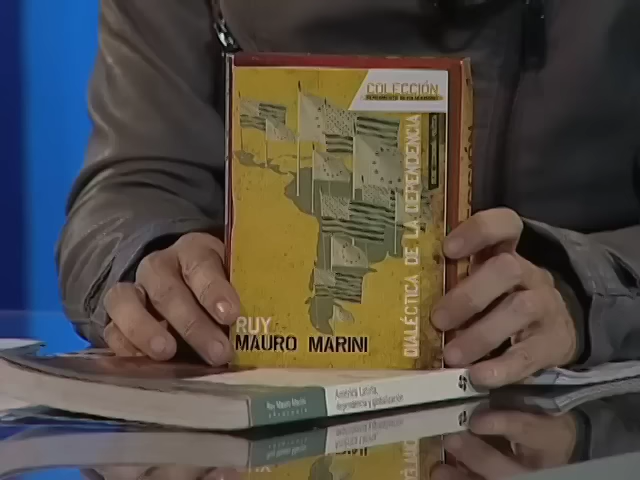 COLECCIÓN
DIALÉCTICA DE LA DEPENDENCIA
RUY
MAURO MARINI
Ruy Mauro Marini
América Latina,
dependencia y globalización